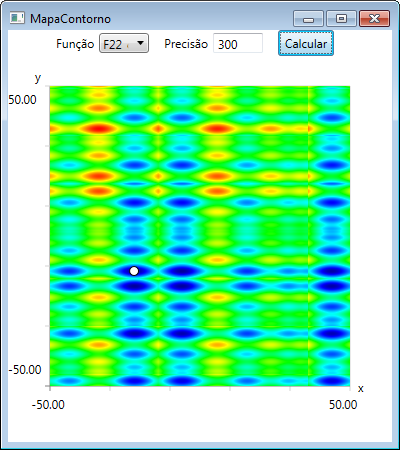 MapaContorno
Função F22 Precisão 300 Calcular
y
50.00
-50.00
x
-50.00 50.00